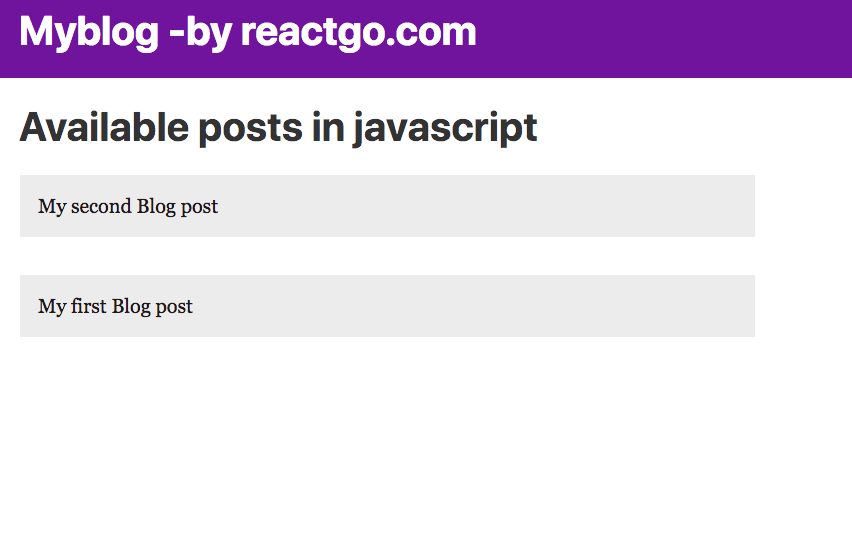 Myblog -by reactgo.com
Available posts in javascript
My second Blog post
My first Blog post